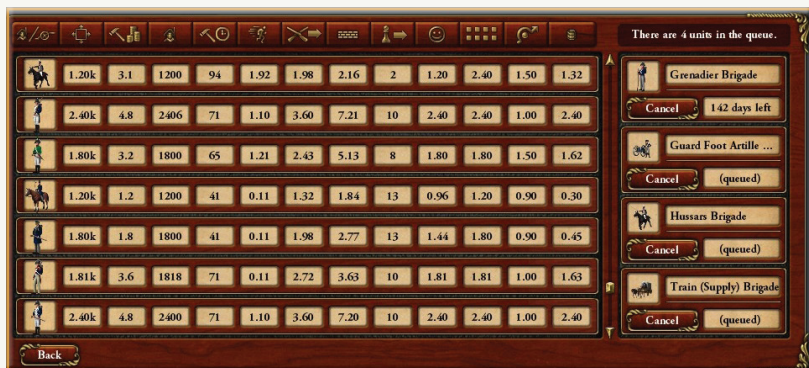 There are 4 units in the queue.
1.20k 3.1 1200 94 1.92 1.98 2.16 2 1.20 2.40 1.50 1.32
2.40k 4.8 2406 71 1.10 3.60 7.21 10 2.40 2.40 1.00 2.40
1.80k 3.2 1800 65 1.21 2.43 5.13 8 1.80 1.80 1.50 1.62
1.20k 1.2 1200 41 0.11 1.32 1.84 13 0.96 1.20 0.90 0.30
1.80k 1.8 1800 41 0.11 1.98 2.77 13 1.44 1.80 0.90 0.45
1.81k 3.6 1818 71 0.11 2.72 3.63 10 1.81 1.81 1.00 1.63
2.40k 4.8 2400 71 1.10 3.60 7.20 10 2.40 2.40 1.00 2.40
Back
Grenadier Brigade
Cancel 142 days left
Guard Foot Artille ...
Cancel (queued)
Hussars Brigade
Cancel (queued)
Train (Supply) Brigade
Cancel (queued)